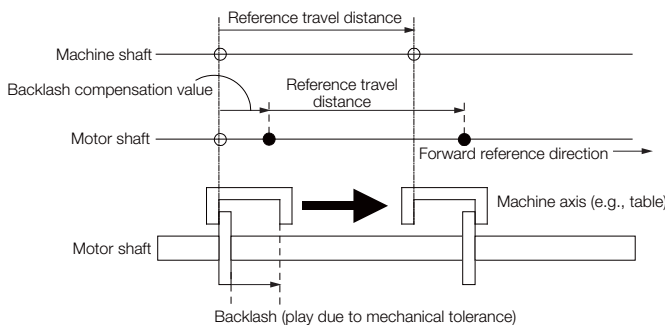 Reference travel distance
Machine shaft
Backlash compensation value
Reference travel
distance
Motor shaft
Forward reference direction
Machine axis (e.g., table)
Motor shaft
Backlash (play due to mechanical tolerance)